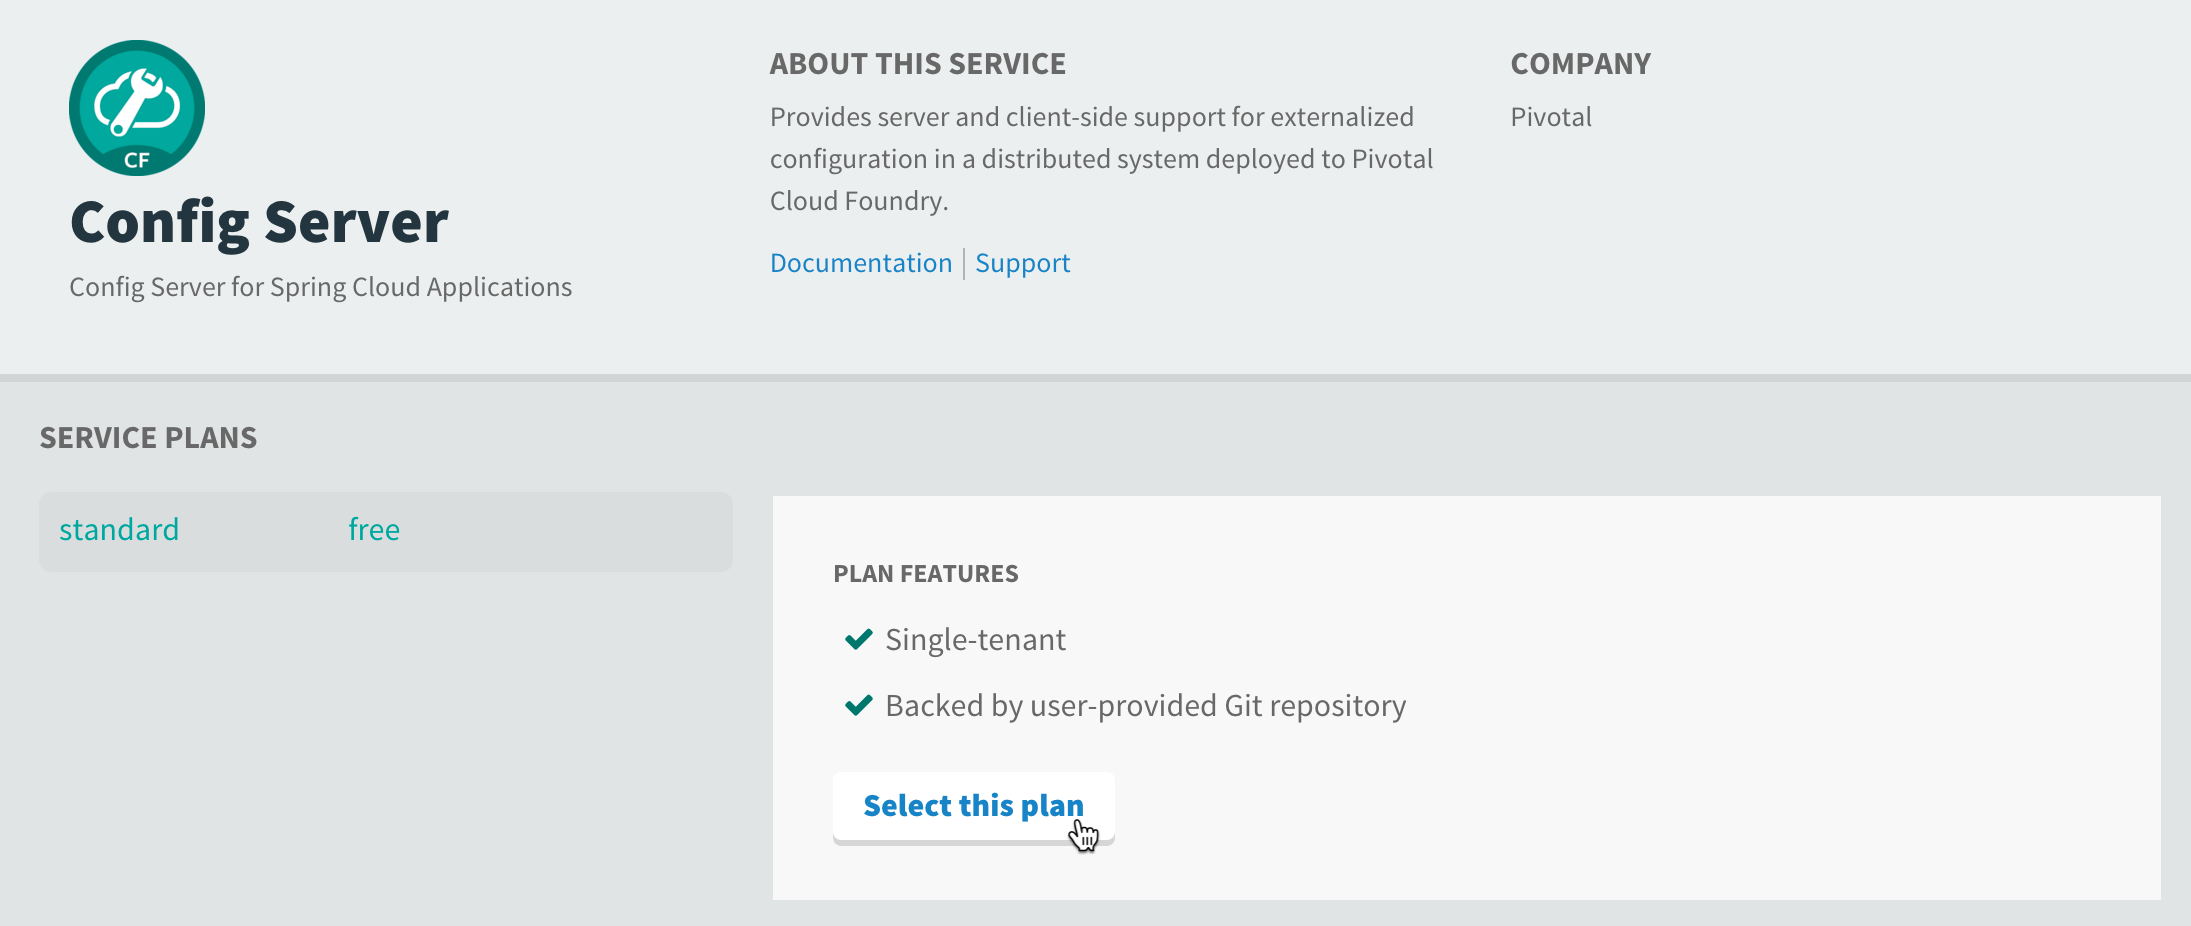 CF
Config Server
Config Server for Spring Cloud Applications
ABOUT THIS SERVICE
Provides server and client-side support for externalized
configuration in a distributed system deployed to Pivotal
Cloud Foundry.
Documentation | Support
COMPANY
Pivotal
SERVICE PLANS
standard free
PLAN FEATURES
Single-tenant
Backed by user-provided Git repository
Select this plan